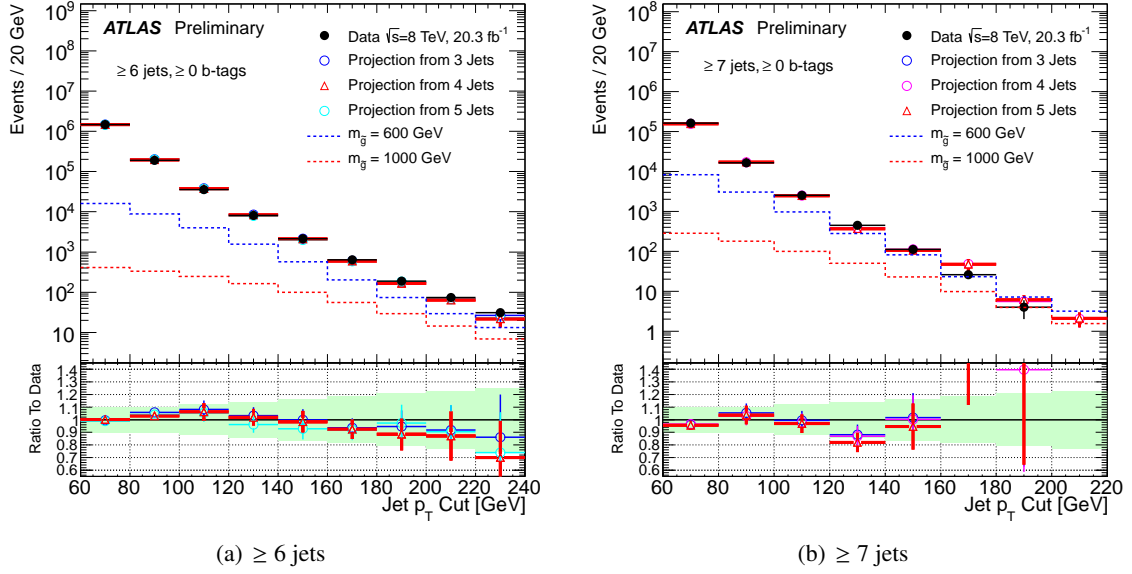 ATLAS Preliminary
≥ 6 jets, ≥ 0 b-tags
Data √s=8 TeV, 20.3 fb⁻¹
Projection from 3 Jets
Projection from 4 Jets
Projection from 5 Jets
m_g̃ = 600 GeV
m_g̃ = 1000 GeV
Events / 20 GeV
10⁹
10⁸
10⁷
10⁶
10⁵
10⁴
10³
10²
10
Ratio To Data
1.4
1.3
1.2
1.1
1
0.9
0.8
0.7
0.6
60 80 100 120 140 160 180 200 220 240
Jet p_T Cut [GeV]
(a) ≥ 6 jets
ATLAS Preliminary
≥ 7 jets, ≥ 0 b-tags
Data √s=8 TeV, 20.3 fb⁻¹
Projection from 3 Jets
Projection from 4 Jets
Projection from 5 Jets
m_g̃ = 600 GeV
m_g̃ = 1000 GeV
Events / 20 GeV
10⁸
10⁷
10⁶
10⁵
10⁴
10³
10²
10
1
Ratio To Data
1.4
1.3
1.2
1.1
1
0.9
0.8
0.7
0.6
60 80 100 120 140 160 180 200 220
Jet p_T Cut [GeV]
(b) ≥ 7 jets